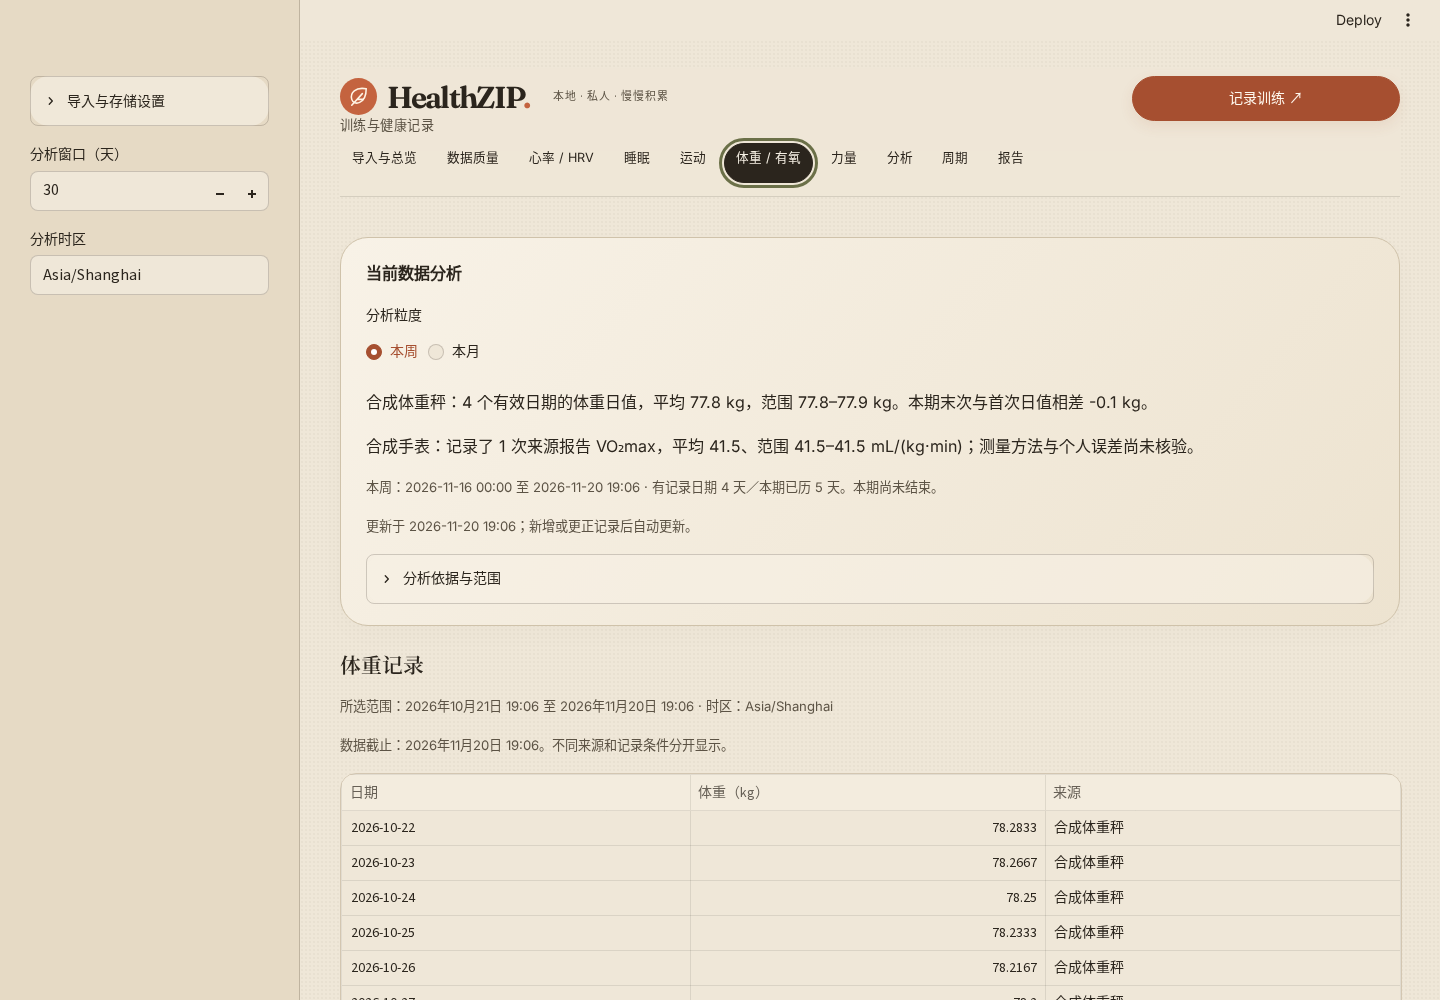 Deploy
导入与存储设置
分析窗口（天）
30
分析时区
Asia/Shanghai
HealthZIP.
本地 · 私人 · 慢慢积累
训练与健康记录
记录训练 ↗
导入与总览 数据质量 心率 / HRV 睡眠 运动 体重 / 有氧 力量 分析 周期 报告
当前数据分析
分析粒度
本周 本月
合成体重秤：4 个有效日期的体重日值，平均 77.8 kg，范围 77.8–77.9 kg。本期末次与首次日值相差 -0.1 kg。
合成手表：记录了 1 次来源报告 VO₂max，平均 41.5、范围 41.5–41.5 mL/(kg·min)；测量方法与个人误差尚未核验。
本周：2026-11-16 00:00 至 2026-11-20 19:06 · 有记录日期 4 天／本期已历 5 天。本期尚未结束。
更新于 2026-11-20 19:06；新增或更正记录后自动更新。
分析依据与范围
体重记录
所选范围：2026年10月21日 19:06 至 2026年11月20日 19:06 · 时区：Asia/Shanghai
数据截止：2026年11月20日 19:06。不同来源和记录条件分开显示。
日期 体重（kg） 来源
2026-10-22 78.2833 合成体重秤
2026-10-23 78.2667 合成体重秤
2026-10-24 78.25 合成体重秤
2026-10-25 78.2333 合成体重秤
2026-10-26 78.2167 合成体重秤